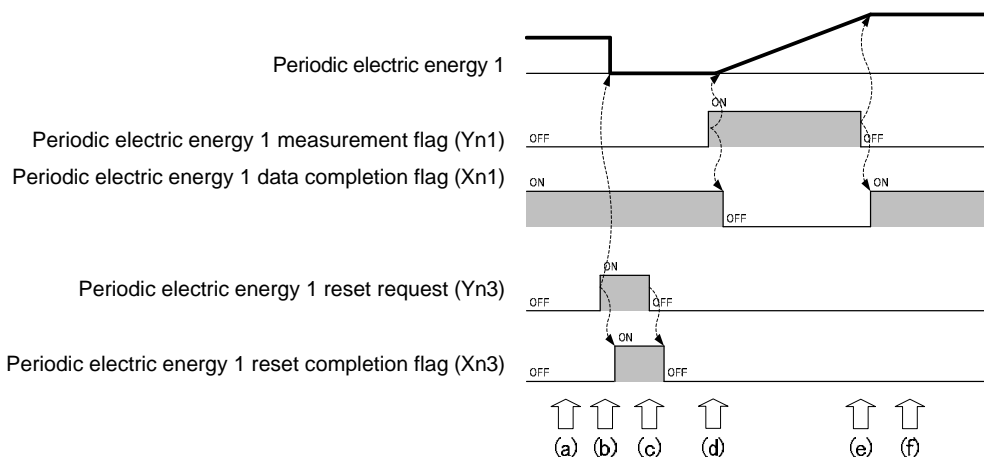 Periodic electric energy 1
ON
Periodic electric energy 1 measurement flag (Yn1)
OFF
OFF
Periodic electric energy 1 data completion flag (Xn1)
ON
ON
OFF
ON
Periodic electric energy 1 reset request (Yn3)
OFF
OFF
ON
Periodic electric energy 1 reset completion flag (Xn3)
OFF
OFF
(a) (b) (c) (d) (e) (f)